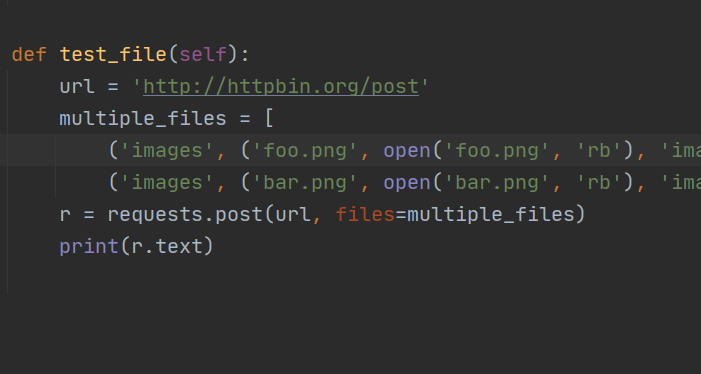 def test_file(self):
url = 'http://httpbin.org/post'
multiple_files = [
('images', ('foo.png', open('foo.png', 'rb'), 'ima
('images', ('bar.png', open('bar.png', 'rb'), 'ima
r = requests.post(url, files=multiple_files)
print(r.text)